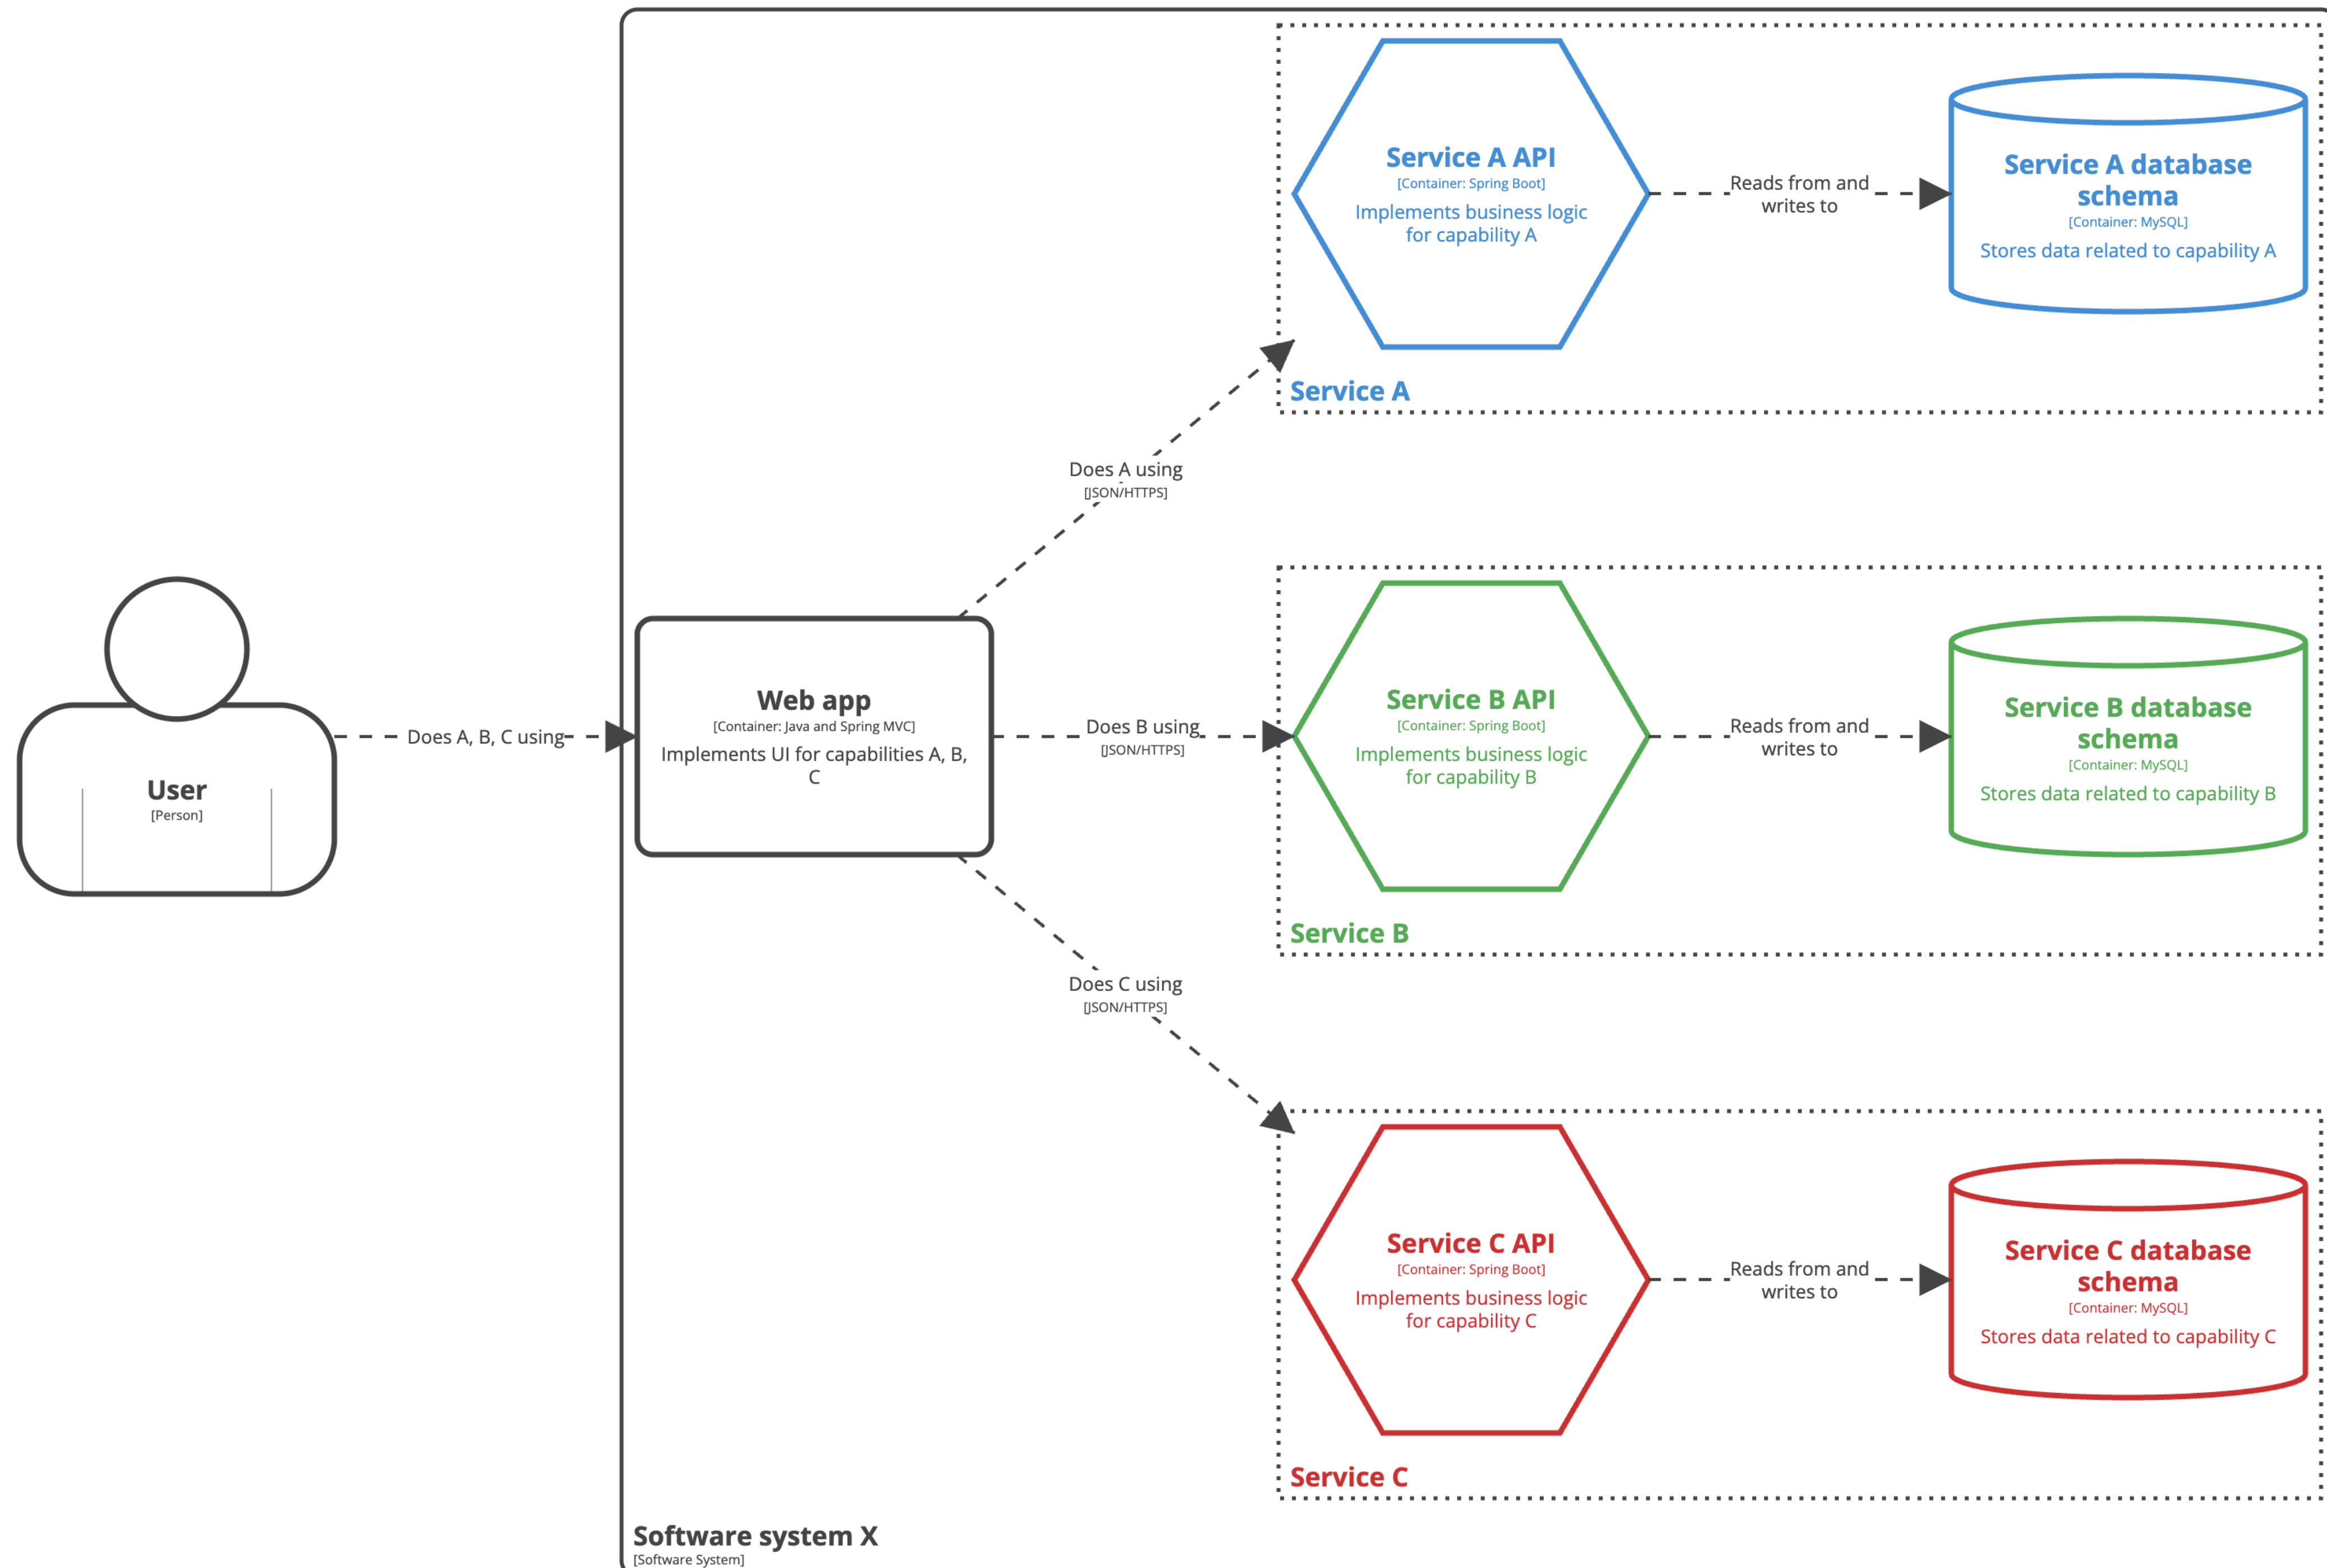 Service A API
[Container: Spring Boot]
Implements business logic
for capability A
Reads from and
writes to
Service A database
schema
[Container: MySQL]
Stores data related to capability A
Service A
Does A using
[JSON/HTTPS]
User
[Person]
Does A, B, C using
Web app
[Container: Java and Spring MVC]
Implements UI for capabilities A, B,
C
Does B using
[JSON/HTTPS]
Service B API
[Container: Spring Boot]
Implements business logic
for capability B
Reads from and
writes to
Service B database
schema
[Container: MySQL]
Stores data related to capability B
Service B
Does C using
[JSON/HTTPS]
Service C API
[Container: Spring Boot]
Implements business logic
for capability C
Reads from and
writes to
Service C database
schema
[Container: MySQL]
Stores data related to capability C
Service C
Software system X
[Software System]